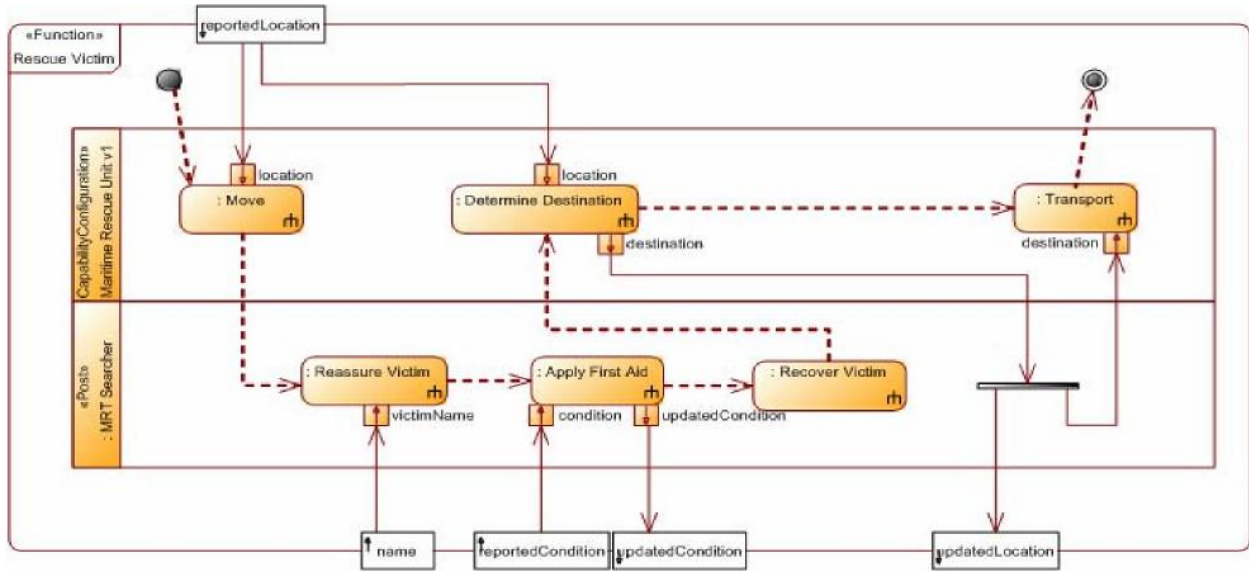 reportedLocation
«Function»
Rescue Victim
«CapabilityConfiguration»
Maritime Rescue Unit v1
location
location
: Move
: Determine Destination
: Transport
destination
destination
«Post»
: MRT Searcher
: Reassure Victim
: Apply First Aid
: Recover Victim
victimName
condition
updatedCondition
name
reportedCondition
updatedCondition
updatedLocation